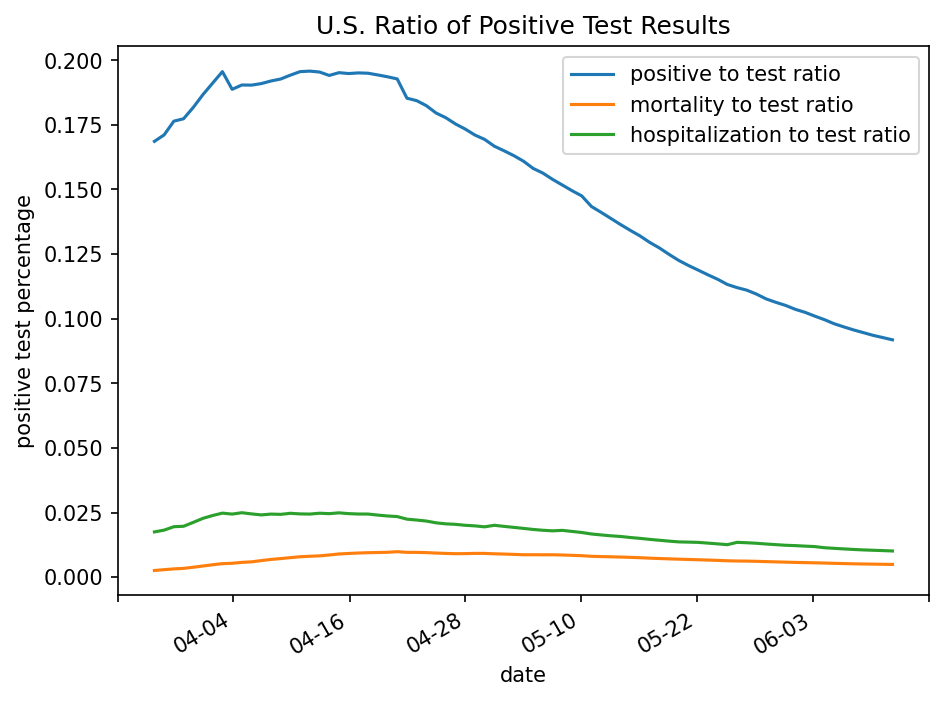 U.S. Ratio of Positive Test Results
positive to test ratio
mortality to test ratio
hospitalization to test ratio
positive test percentage
0.200
0.175
0.150
0.125
0.100
0.075
0.050
0.025
0.000
04-04
04-16
04-28
05-10
05-22
06-03
date